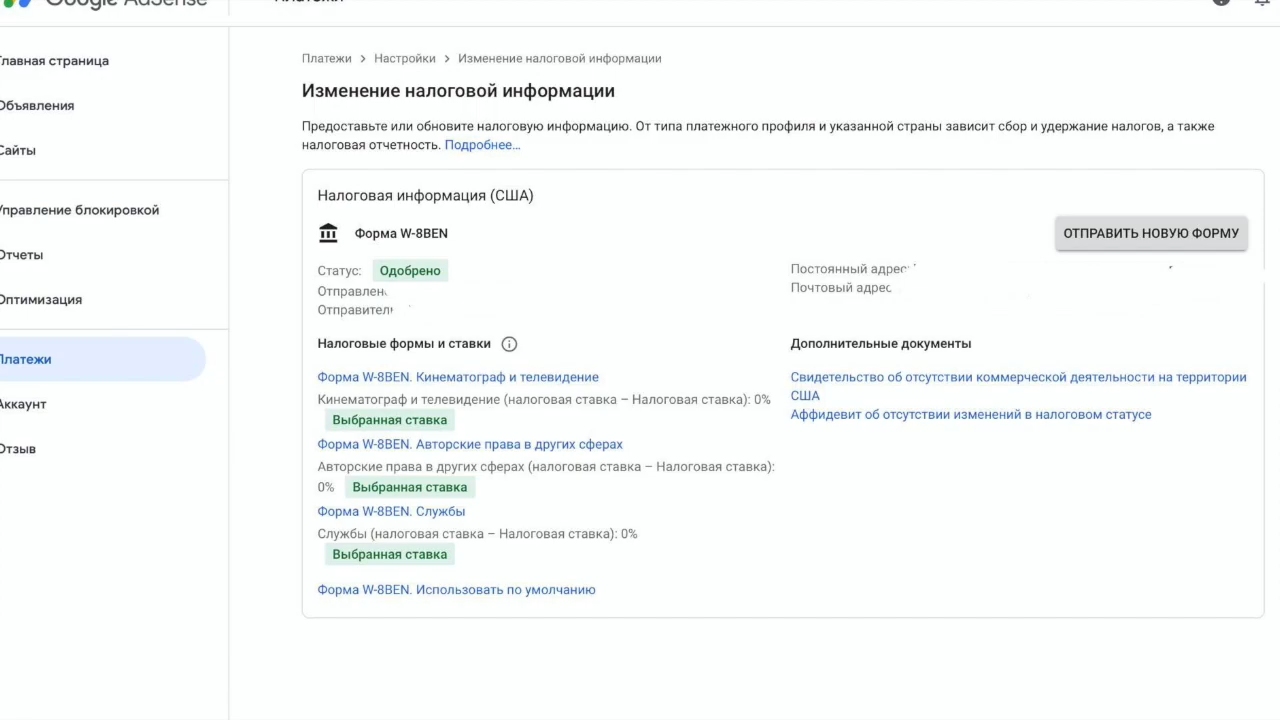 Google AdSense
Платежи
Главная страница
Объявления
Сайты
Управление блокировкой
Отчеты
Оптимизация
Платежи
Аккаунт
Отзыв
Платежи > Настройки > Изменение налоговой информации
Изменение налоговой информации
Предоставьте или обновите налоговую информацию. От типа платежного профиля и указанной страны зависит сбор и удержание налогов, а также
налоговая отчетность. Подробнее...
Налоговая информация (США)
Форма W-8BEN
ОТПРАВИТЬ НОВУЮ ФОРМУ
Статус: Одобрено
Отправлен
Отправитель
Постоянный адрес
Почтовый адрес
Налоговые формы и ставки
Форма W-8BEN. Кинематограф и телевидение
Кинематограф и телевидение (налоговая ставка – Налоговая ставка): 0%
Выбранная ставка
Форма W-8BEN. Авторские права в других сферах
Авторские права в других сферах (налоговая ставка – Налоговая ставка):
0% Выбранная ставка
Форма W-8BEN. Службы
Службы (налоговая ставка – Налоговая ставка): 0%
Выбранная ставка
Форма W-8BEN. Использовать по умолчанию
Дополнительные документы
Свидетельство об отсутствии коммерческой деятельности на территории
США
Аффидевит об отсутствии изменений в налоговом статусе